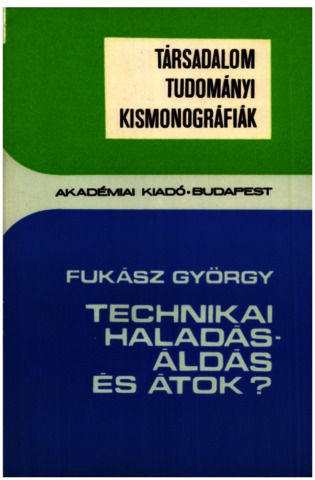 TÁRSADALOM
TUDOMÁNYI
KISMONOGRÁFIÁK
AKADÉMIAI KIADÓ•BUDAPEST
FUKÁSZ GYÖRGY
TECHNIKAI
HALADÁS-
ÁLDÁS
ÉS ÁTOK?